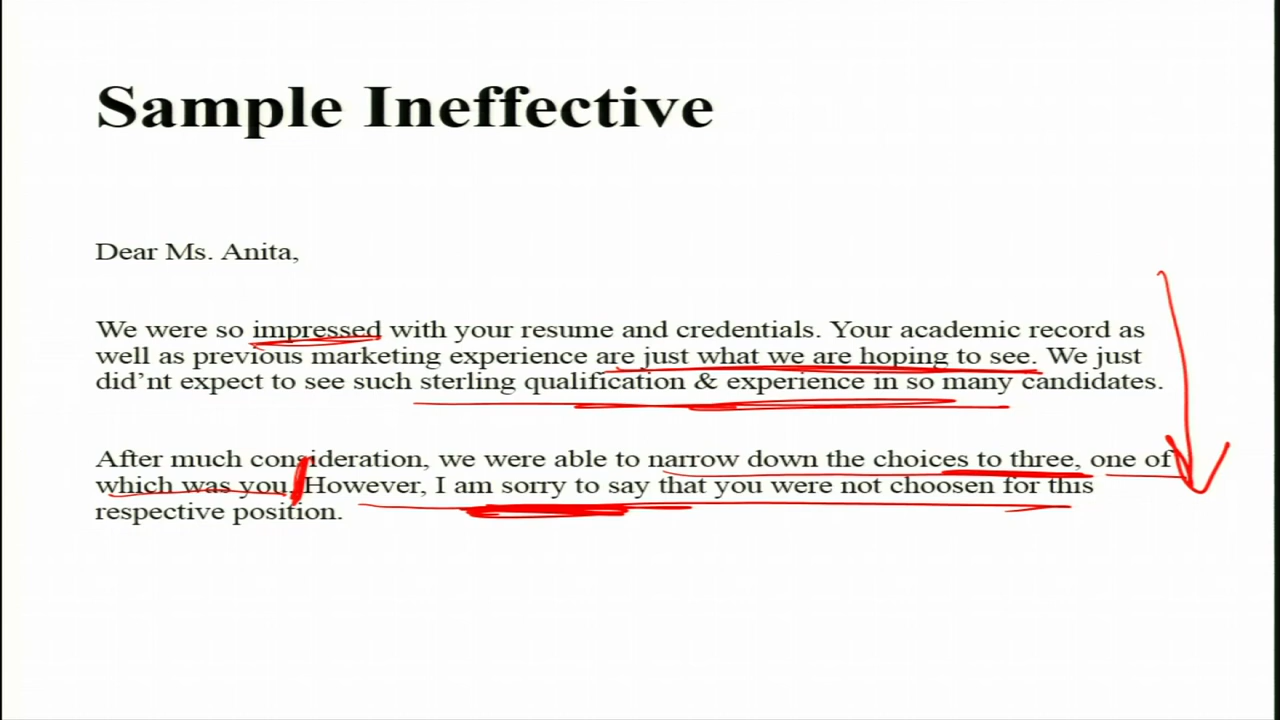 Sample Ineffective
Dear Ms. Anita,
We were so impressed with your resume and credentials. Your academic record as
well as previous marketing experience are just what we are hoping to see. We just
did’nt expect to see such sterling qualification & experience in so many candidates.
After much consideration, we were able to narrow down the choices to three, one of
which was you. However, I am sorry to say that you were not choosen for this
respective position.